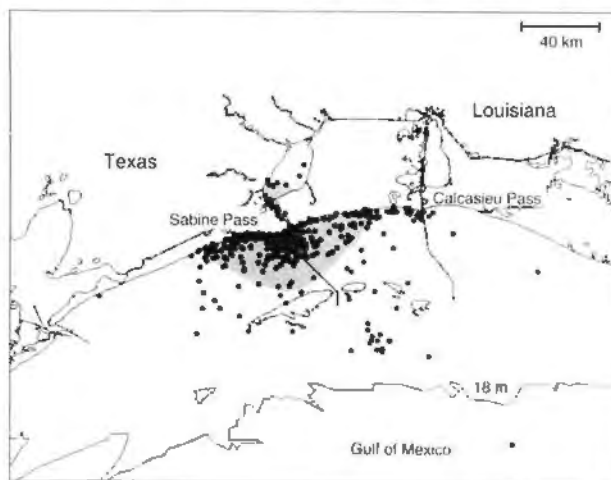 40 km
Louisiana
Texas
Calcasieu Pass
Sabine Pass
18 m
Gulf of Mexico